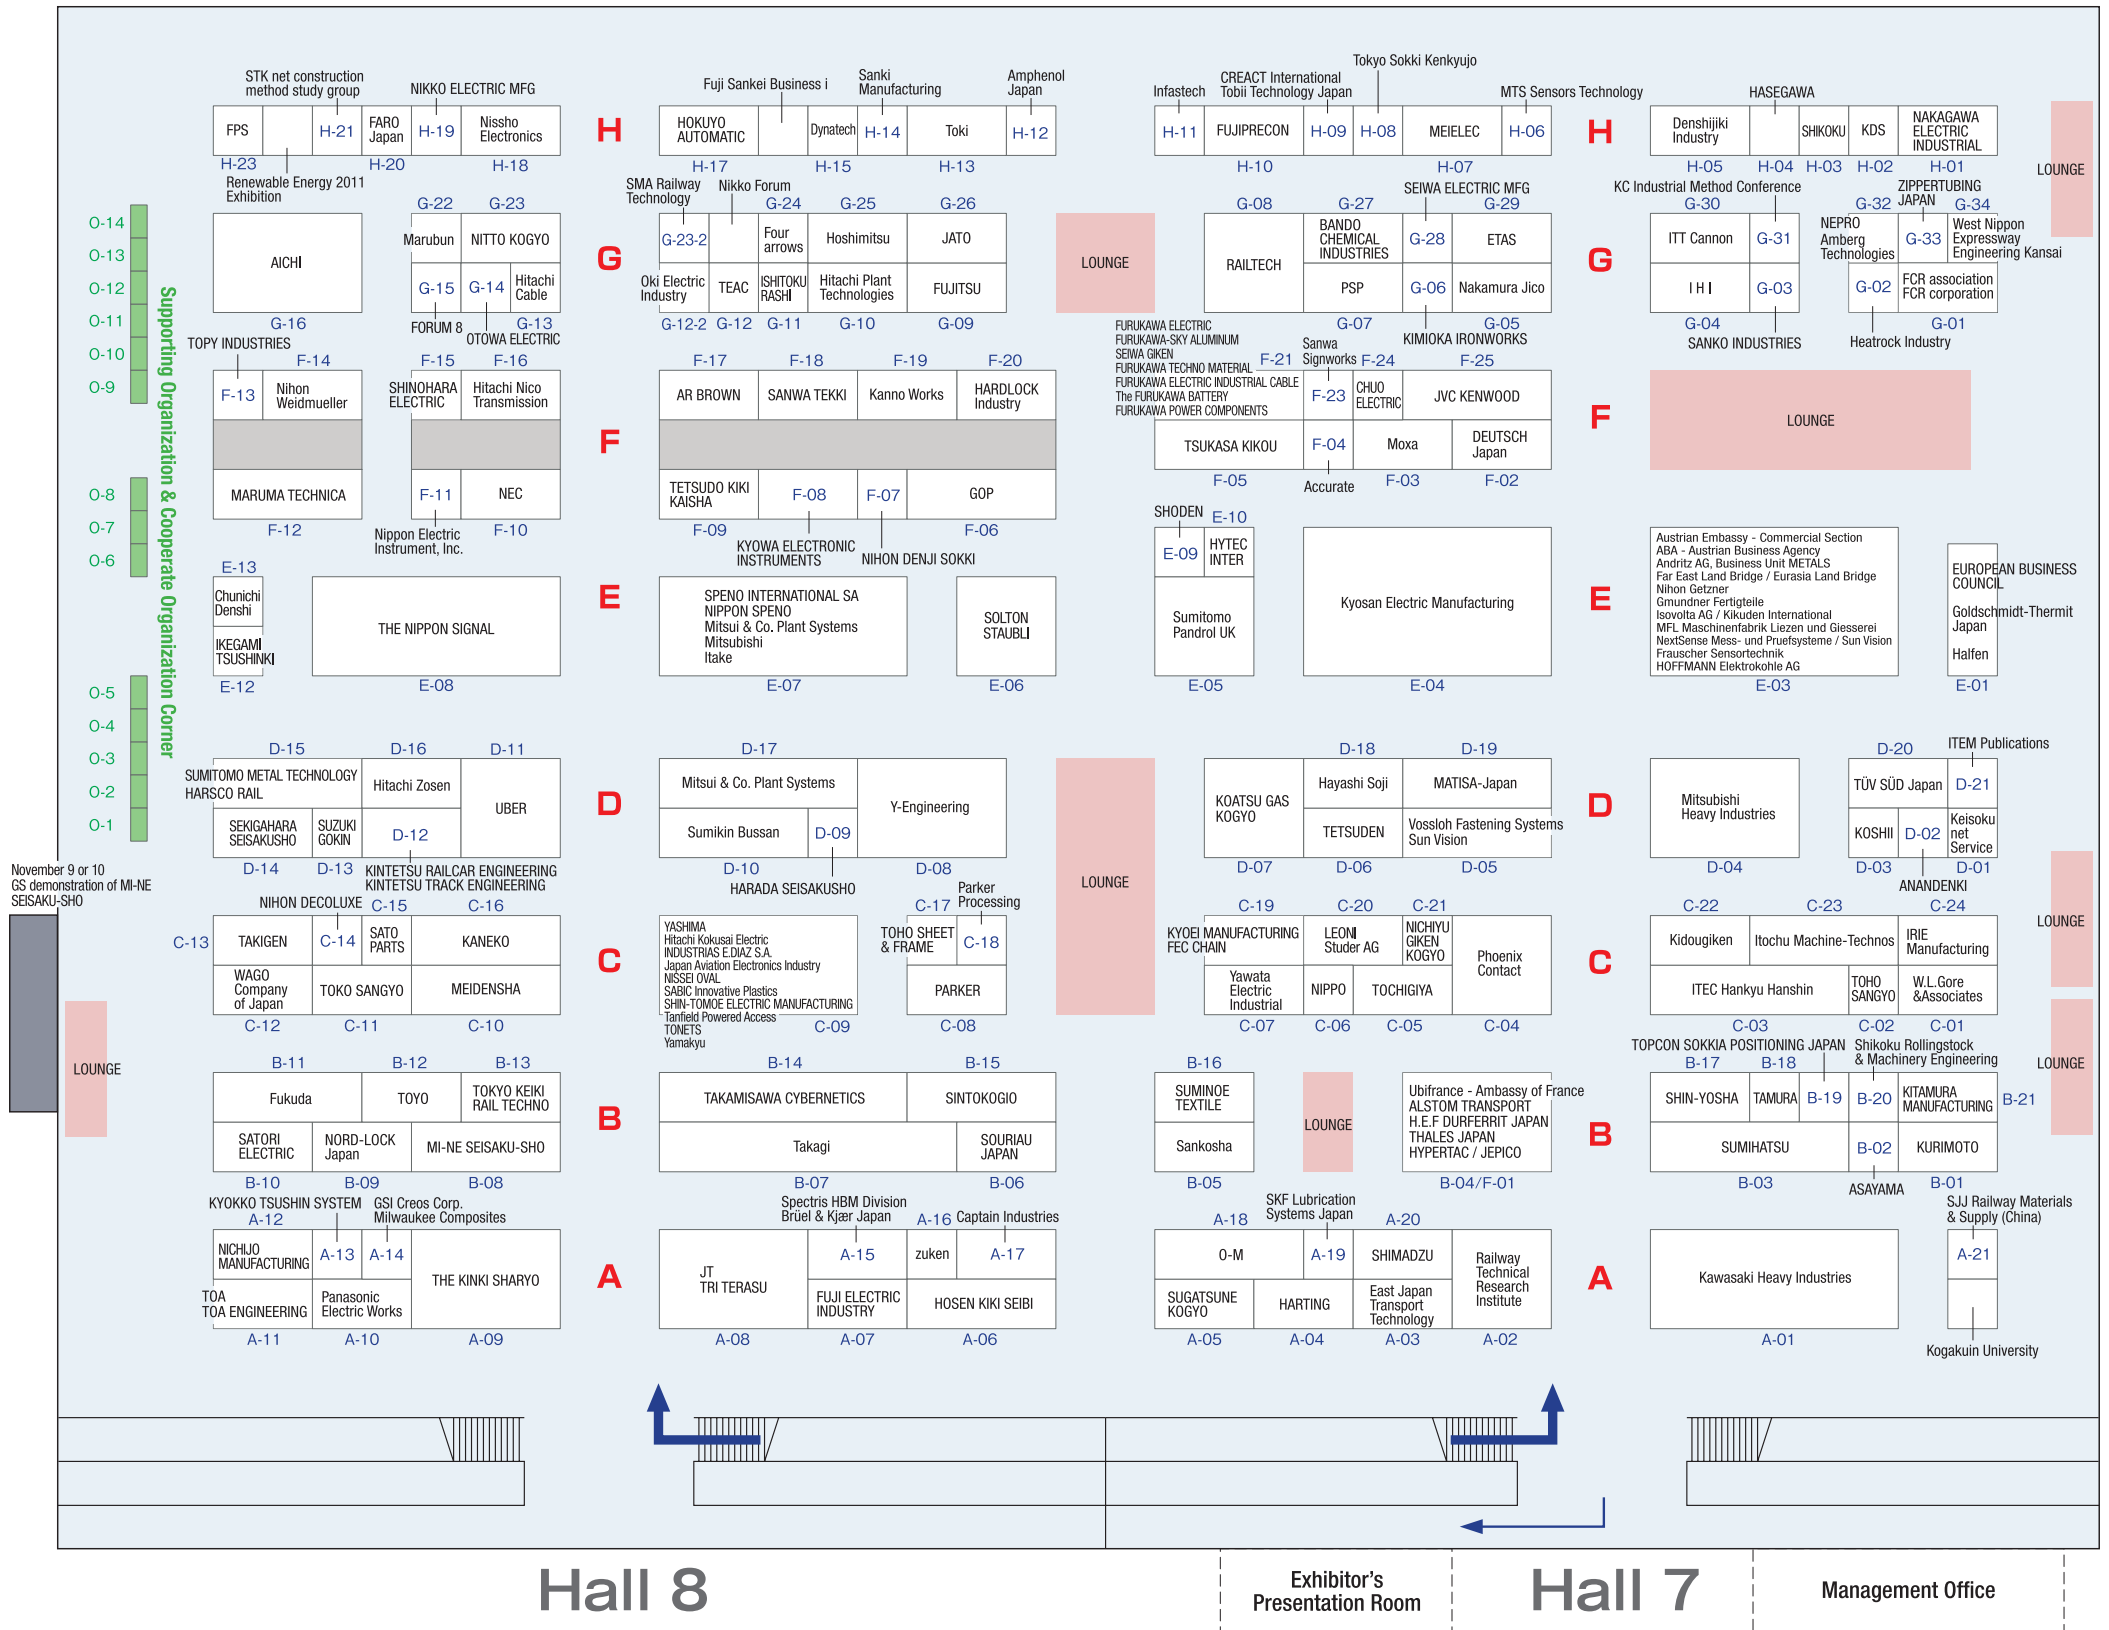 STK net construction
method study group
NIKKO ELECTRIC MFG
FPS
H-21
FARO
Japan
H-19
Nissho
Electronics
H-23
H-20
H-18
Renewable Energy 2011
Exhibition
H
Fuji Sankei Business i
Sanki
Manufacturing
Amphenol
Japan
HOKUYO
AUTOMATIC
Dynatech
H-14
Toki
H-12
H-17
H-15
H-13
Infastech
CREACT International
Tobii Technology Japan
Tokyo Sokki Kenkyujo
MTS Sensors Technology
H-11
FUJIPRECON
H-09
H-08
MEIELEC
H-06
H-10
H-07
H
HASEGAWA
Denshijiki
Industry
SHIKOKU
KDS
NAKAGAWA
ELECTRIC
INDUSTRIAL
H-05
H-04
H-03
H-02
H-01
LOUNGE
O-14
O-13
O-12
O-11
O-10
O-9
O-8
O-7
O-6
O-5
O-4
O-3
O-2
O-1
Supporting Organization & Cooperate Organization Corner
AICHI
G-16
G-22
G-23
Marubun
NITTO KOGYO
G-15
G-14
Hitachi
Cable
FORUM 8
G-13
OTOWA ELECTRIC
G
SMA Railway
Technology
Nikko Forum
G-24
G-25
G-26
G-23-2
Four
arrows
Hoshimitsu
JATO
Oki Electric
Industry
TEAC
ISHITOKU
RASHI
Hitachi Plant
Technologies
FUJITSU
G-12-2
G-12
G-11
G-10
G-09
LOUNGE
G-08
G-27
SEIWA ELECTRIC MFG
G-29
RAILTECH
BANDO
CHEMICAL
INDUSTRIES
G-28
ETAS
PSP
G-06
Nakamura Jico
G-07
G-05
KIMIOKA IRONWORKS
G
KC Industrial Method Conference
G-30
ITT Cannon
G-31
I H I
G-03
G-04
SANKO INDUSTRIES
G-32
ZIPPERTUBING
JAPAN
G-34
NEPRO
Amberg
Technologies
G-33
West Nippon
Expressway
Engineering Kansai
G-02
FCR association
FCR corporation
G-01
Heatrock Industry
TOPY INDUSTRIES
F-14
F-13
Nihon
Weidmueller
MARUMA TECHNICA
F-12
F-15
F-16
SHINOHARA
ELECTRIC
Hitachi Nico
Transmission
F-11
NEC
F-10
Nippon Electric
Instrument, Inc.
F
F-17
F-18
F-19
F-20
AR BROWN
SANWA TEKKI
Kanno Works
HARDLOCK
Industry
TETSUDO KIKI
KAISHA
F-08
F-07
GOP
F-09
F-06
KYOWA ELECTRONIC
INSTRUMENTS
NIHON DENJI SOKKI
FURUKAWA ELECTRIC
FURUKAWA-SKY ALUMINUM
SEIWA GIKEN
FURUKAWA TECHNO MATERIAL
FURUKAWA ELECTRIC INDUSTRIAL CABLE
The FURUKAWA BATTERY
FURUKAWA POWER COMPONENTS
F-21
Sanwa
Signworks
F-24
F-25
F-23
CHUO
ELECTRIC
JVC KENWOOD
TSUKASA KIKOU
F-04
Moxa
DEUTSCH
Japan
F-05
Accurate
F-03
F-02
F
LOUNGE
E-13
Chunichi
Denshi
IKEGAMI
TSUSHINKI
E-12
THE NIPPON SIGNAL
E-08
E
SPENO INTERNATIONAL SA
NIPPON SPENO
Mitsui & Co. Plant Systems
Mitsubishi
Itake
E-07
SOLTON
STAUBLI
E-06
SHODEN
E-10
E-09
HYTEC
INTER
Sumitomo
Pandrol UK
E-05
Kyosan Electric Manufacturing
E-04
E
Austrian Embassy - Commercial Section
ABA - Austrian Business Agency
Andritz AG, Business Unit METALS
Far East Land Bridge / Eurasia Land Bridge
Nihon Getzner
Gmundner Fertigteile
Isovolta AG / Kikuden International
MFL Maschinenfabrik Liezen und Giesserei
NextSense Mess- und Pruefsysteme / Sun Vision
Frauscher Sensortechnik
HOFFMANN Elektrokohle AG
E-03
EUROPEAN BUSINESS
COUNCIL
Goldschmidt-Thermit
Japan
Halfen
E-01
D-15
D-16
D-11
SUMITOMO METAL TECHNOLOGY
HARSCO RAIL
Hitachi Zosen
UBER
SEKIGAHARA
SEISAKUSHO
SUZUKI
GOKIN
D-12
D-14
D-13
KINTETSU RAILCAR ENGINEERING
KINTETSU TRACK ENGINEERING
D
D-17
Mitsui & Co. Plant Systems
Y-Engineering
Sumikin Bussan
D-09
D-10
D-08
HARADA SEISAKUSHO
LOUNGE
D-18
D-19
KOATSU GAS
KOGYO
Hayashi Soji
MATISA-Japan
TETSUDEN
Vossloh Fastening Systems
Sun Vision
D-07
D-06
D-05
D
Mitsubishi
Heavy Industries
D-04
D-20
ITEM Publications
TÜV SÜD Japan
D-21
KOSHII
D-02
Keisoku
net
Service
D-03
D-01
ANANDENKI
LOUNGE
November 9 or 10
GS demonstration of MI-NE
SEISAKU-SHO
LOUNGE
NIHON DECOLUXE
C-15
C-16
C-13
TAKIGEN
C-14
SATO
PARTS
KANEKO
WAGO
Company
of Japan
TOKO SANGYO
MEIDENSHA
C-12
C-11
C-10
C
YASHIMA
Hitachi Kokusai Electric
INDUSTRIAS E.DIAZ S.A.
Japan Aviation Electronics Industry
NISSEI OVAL
SABIC Innovative Plastics
SHIN-TOMOE ELECTRIC MANUFACTURING
Tanfield Powered Access
TONETS
Yamakyu
C-09
C-17
Parker
Processing
TOHO SHEET
& FRAME
C-18
PARKER
C-08
C-19
C-20
C-21
KYOEI MANUFACTURING
FEC CHAIN
LEONI
Studer AG
NICHIYU
GIKEN
KOGYO
Phoenix
Contact
Yawata
Electric
Industrial
NIPPO
TOCHIGIYA
C-07
C-06
C-05
C-04
C
C-22
C-23
C-24
Kidougiken
Itochu Machine-Technos
IRIE
Manufacturing
ITEC Hankyu Hanshin
TOHO
SANGYO
W.L.Gore
&Associates
C-03
C-02
C-01
LOUNGE
B-11
B-12
B-13
Fukuda
TOYO
TOKYO KEIKI
RAIL TECHNO
SATORI
ELECTRIC
NORD-LOCK
Japan
MI-NE SEISAKU-SHO
B-10
B-09
B-08
B
B-14
B-15
TAKAMISAWA CYBERNETICS
SINTOKOGIO
Takagi
SOURIAU
JAPAN
B-07
B-06
B-16
SUMINOE
TEXTILE
Sankosha
B-05
LOUNGE
Ubifrance - Ambassy of France
ALSTOM TRANSPORT
H.E.F DURFERRIT JAPAN
THALES JAPAN
HYPERTAC / JEPICO
B-04/F-01
B
TOPCON SOKKIA POSITIONING JAPAN
Shikoku Rollingstock
& Machinery Engineering
B-17
B-18
SHIN-YOSHA
TAMURA
B-19
B-20
KITAMURA
MANUFACTURING
B-21
SUMIHATSU
B-02
KURIMOTO
B-03
ASAYAMA
B-01
KYOKKO TSUSHIN SYSTEM
GSI Creos Corp.
Milwaukee Composites
A-12
NICHIJO
MANUFACTURING
A-13
A-14
THE KINKI SHARYO
TOA
TOA ENGINEERING
Panasonic
Electric Works
A-11
A-10
A-09
A
Spectris HBM Division
Brüel & Kjær Japan
A-16
Captain Industries
JT
TRI TERASU
A-15
zuken
A-17
FUJI ELECTRIC
INDUSTRY
HOSEN KIKI SEIBI
A-08
A-07
A-06
A-18
SKF Lubrication
Systems Japan
A-20
O-M
A-19
SHIMADZU
Railway
Technical
Research
Institute
SUGATSUNE
KOGYO
HARTING
East Japan
Transport
Technology
A-05
A-04
A-03
A-02
A
Kawasaki Heavy Industries
A-01
SJJ Railway Materials
& Supply (China)
A-21
Kogakuin University
Hall 8
Exhibitor's
Presentation Room
Hall 7
Management Office